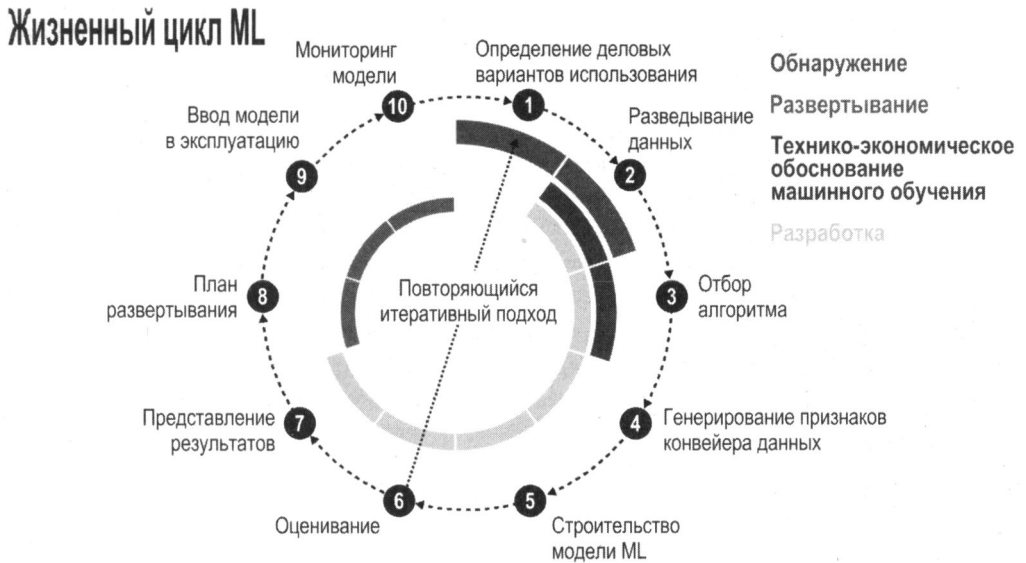 Жизненный цикл ML
Мониторинг
модели
Определение деловых
вариантов использования
Обнаружение
Развертывание
Технико-экономическое
обоснование
машинного обучения
Разработка
10
1
Ввод модели
в эксплуатацию
Разведывание
данных
9
2
План
развертывания
8
Повторяющийся
итеративный подход
3
Отбор
алгоритма
Представление
результатов
7
4
Генерирование признаков
конвейера данных
6
5
Оценивание
Строительство
модели ML